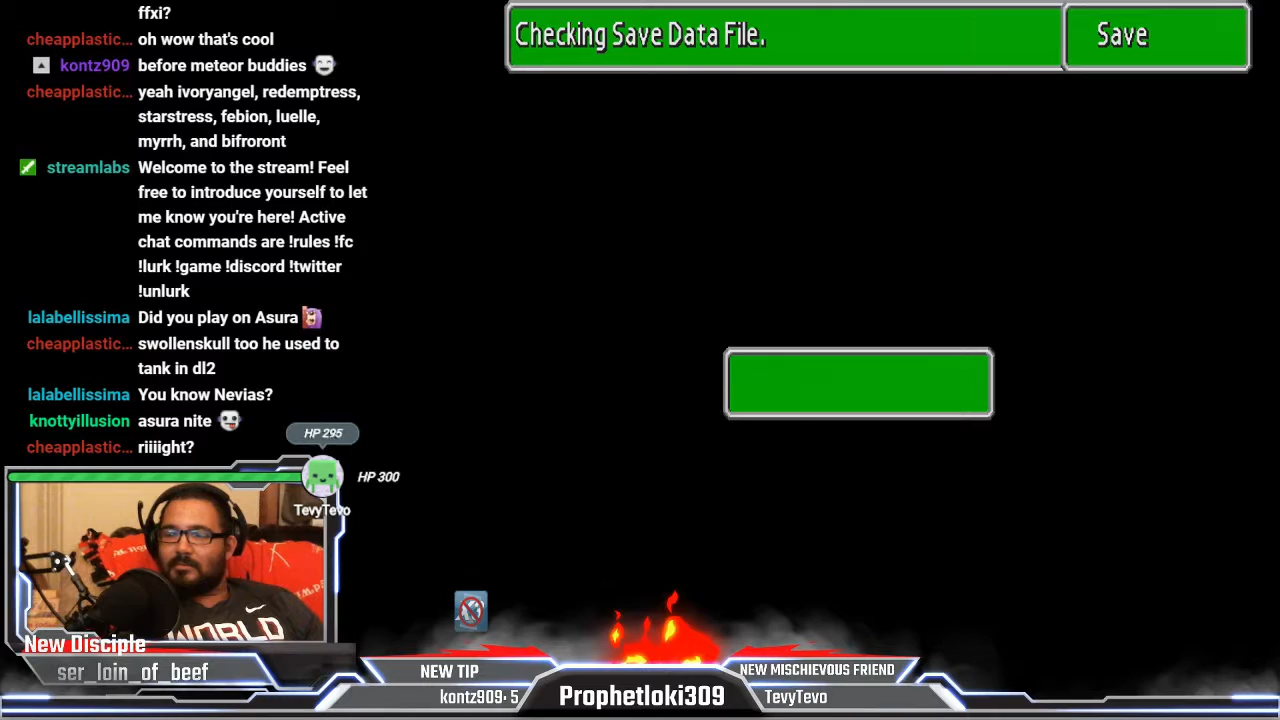 ffxi?
cheapplastic... oh wow that's cool
kontz909 before meteor buddies
cheapplastic... yeah ivoryangel, redemptress,
starstress, febion, luelle,
myrrh, and bifroront
streamlabs Welcome to the stream! Feel
free to introduce yourself to let
me know you're here! Active
chat commands are !rules !fc
!lurk !game !discord !twitter
!unlurk
lalabellissima Did you play on Asura
cheapplastic... swollenskull too he used to
tank in dl2
lalabellissima You know Nevias?
knottyillusion asura nite
cheapplastic... riiiight?
Checking Save Data File.
Save
HP 295
HP 300
TevyTevo
WORLD
New Disciple
ser_loin_of_beef
NEW TIP
kontz909· 5
Prophetloki309
NEW MISCHIEVOUS FRIEND
TevyTevo